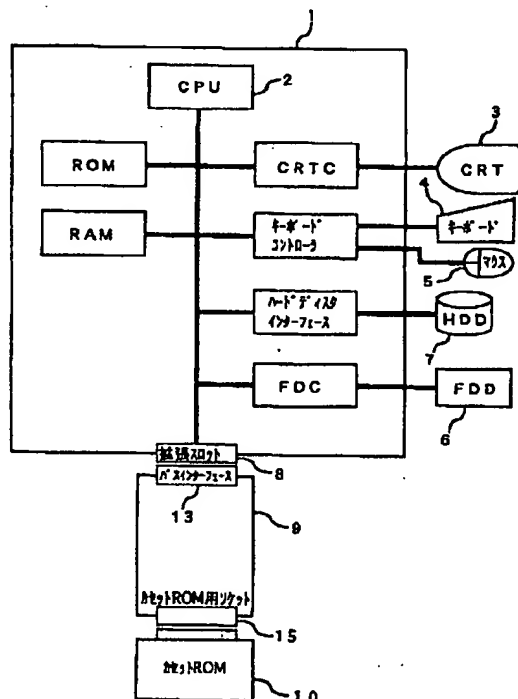 1
CPU
2
3
ROM
CRTC
CRT
4
RAM
キーボード
コントローラ
キーボード
マウス
5
ハードディスク
インターフェース
HDD
7
FDC
FDD
6
拡張スロット
8
バスインターフェース
13
9
カセットROM用ソケット
15
カセットROM
10